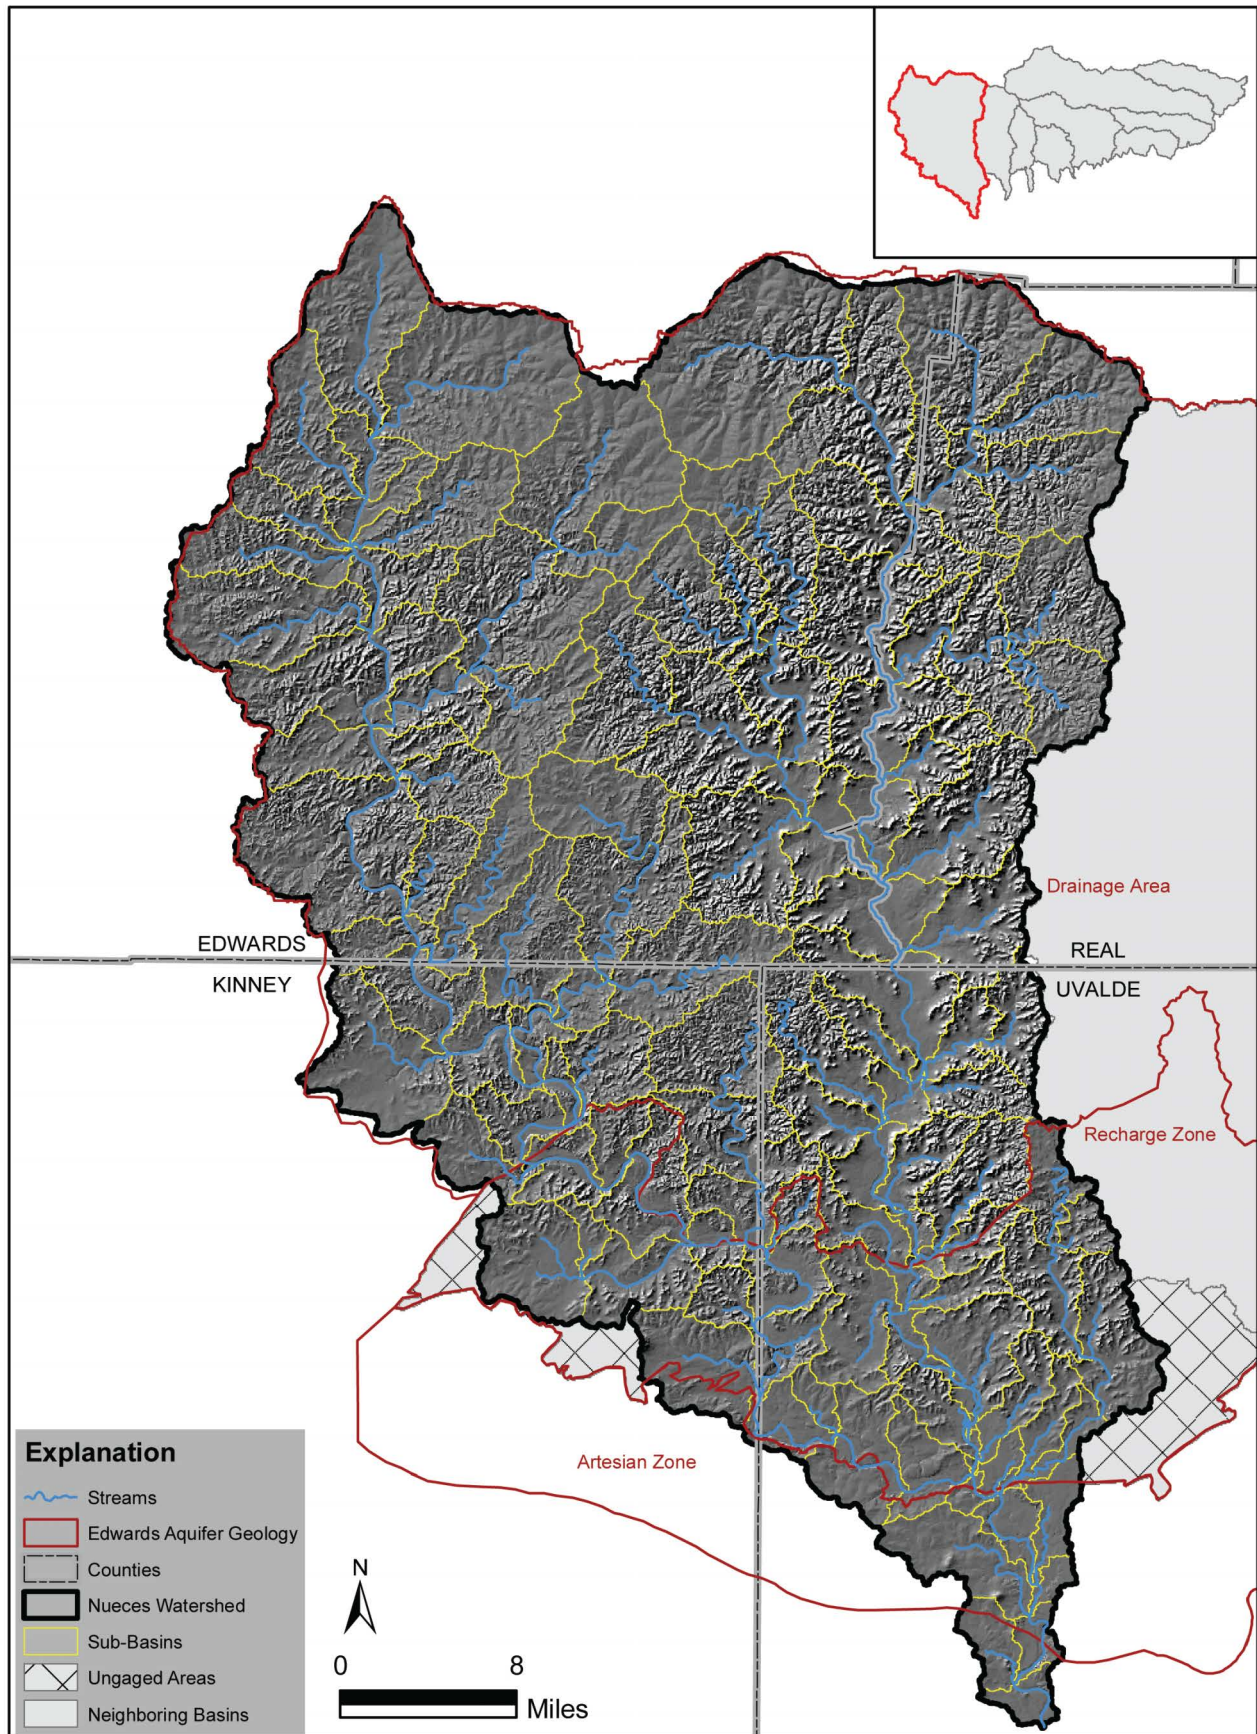 Drainage Area
EDWARDS
REAL
KINNEY
UVALDE
Recharge Zone
Artesian Zone
Explanation
Streams
Edwards Aquifer Geology
Counties
Nueces Watershed
Sub-Basins
Ungaged Areas
Neighboring Basins
N
0 8
Miles